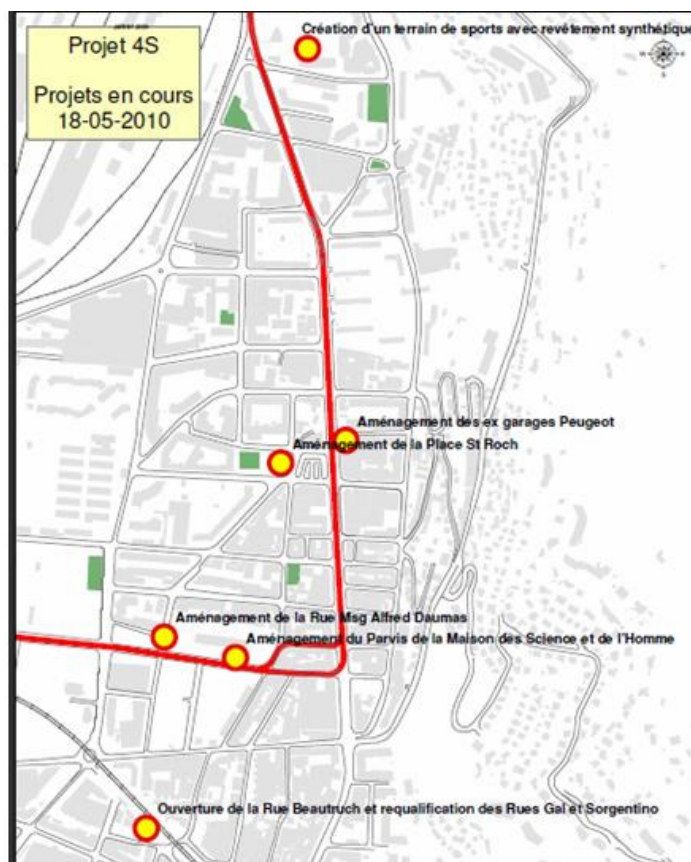 Projet 4S
Projets en cours
18-05-2010
Création d'un terrain de sports avec revêtement synthétique
Aménagement des ex garages Peugeot
Aménagement de la Place St Roch
Aménagement de la Rue Msg Alfred Daumas
Aménagement du Parvis de la Maison des Science et de l'Homme
Ouverture de la Rue Beautruch et requalification des Rues Gal et Sorgentino